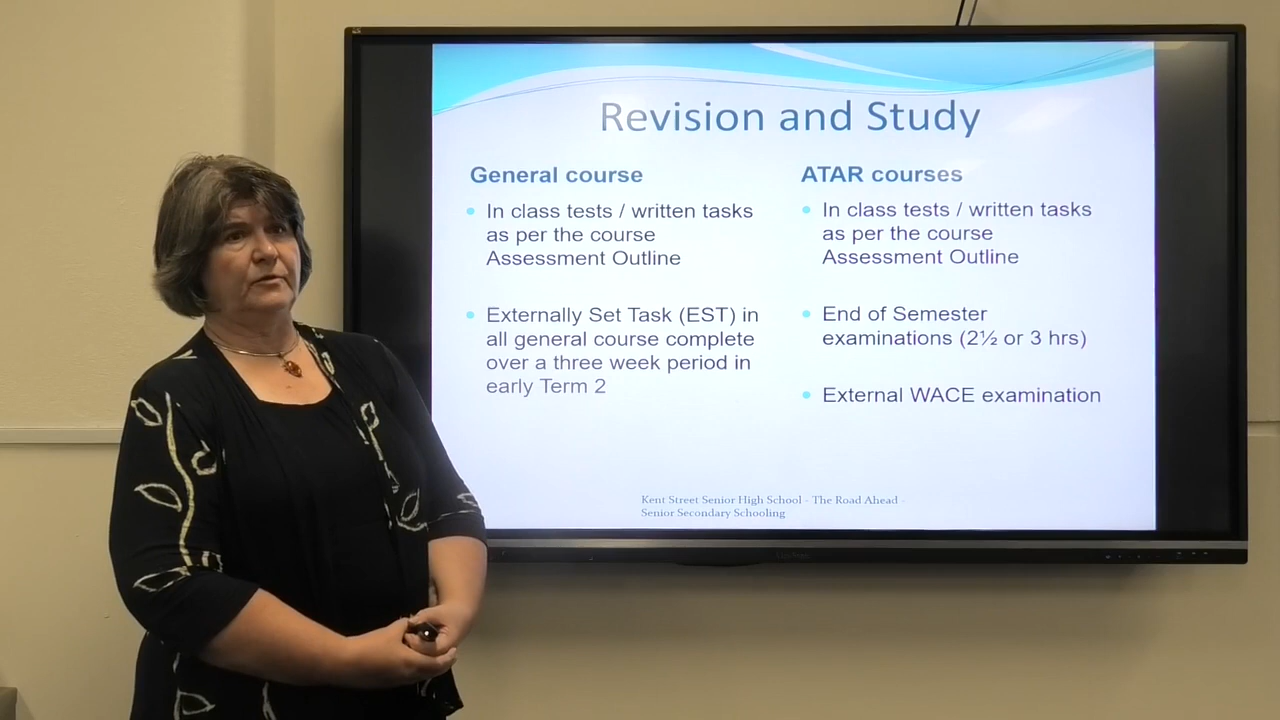 Revision and Study
General course
• In class tests / written tasks
as per the course
Assessment Outline
• Externally Set Task (EST) in
all general course complete
over a three week period in
early Term 2
ATAR courses
• In class tests / written tasks
as per the course
Assessment Outline
• End of Semester
examinations (2½ or 3 hrs)
• External WACE examination
Kent Street Senior High School - The Road Ahead -
Senior Secondary Schooling